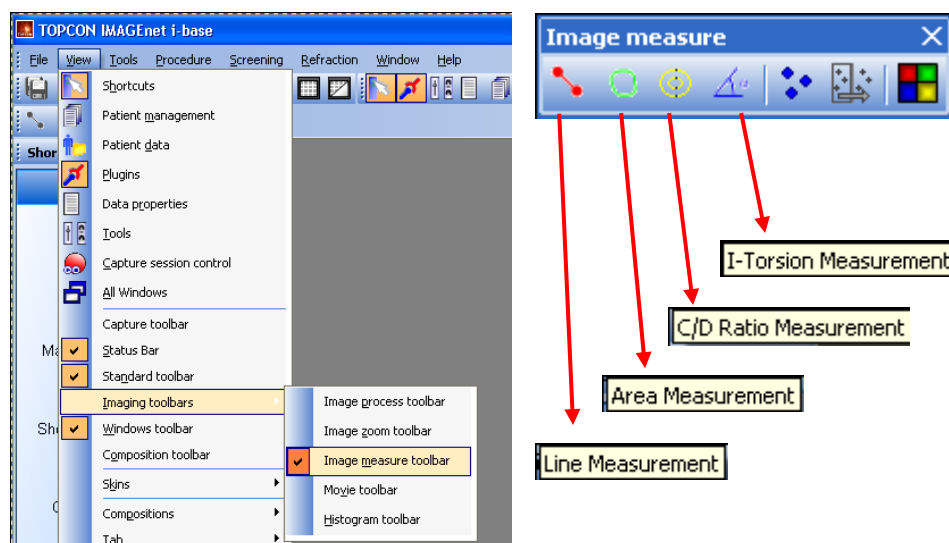 TOPCON IMAGEnet i-base
File View Tools Procedure Screening Refraction Window Help
Shor
Shortcuts
Patient management
Patient data
Plugins
Data properties
Tools
Capture session control
All Windows
Capture toolbar
Status Bar
Standard toolbar
Imaging toolbars
Windows toolbar
Composition toolbar
Skins
Compositions
Tab
Ma
Sh
Image process toolbar
Image zoom toolbar
Image measure toolbar
Movie toolbar
Histogram toolbar
Image measure
I-Torsion Measurement
C/D Ratio Measurement
Area Measurement
Line Measurement